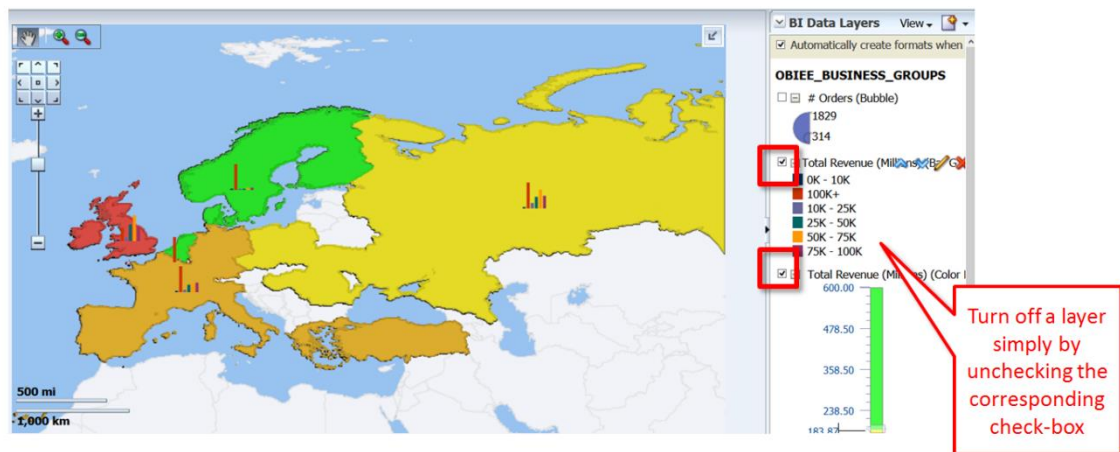 BI Data Layers View
Automatically create formats when
OBIEE_BUSINESS_GROUPS
# Orders (Bubble)
1829
314
Total Revenue
0K - 10K
100K+
10K - 25K
25K - 50K
50K - 75K
75K - 100K
Total Revenue (Color
600.00
478.50
358.50
238.50
183.87
500 mi
1,000 km
Turn off a layer
simply by
unchecking the
corresponding
check-box